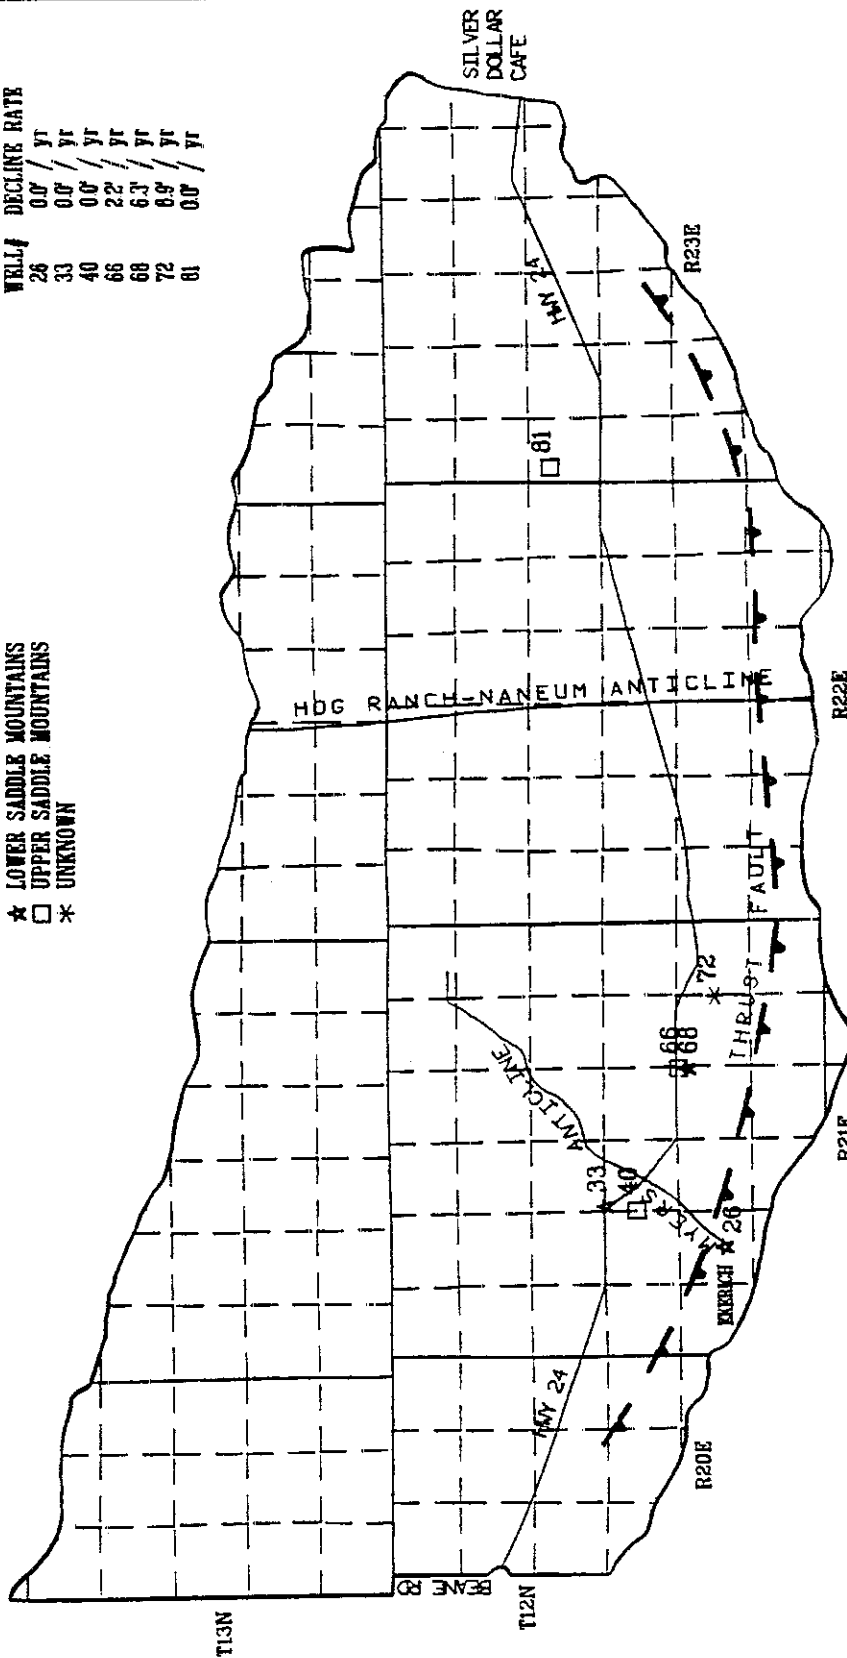 ★ LOWER SADDLE MOUNTAINS
□ UPPER SADDLE MOUNTAINS
* UNKNOWN
WELL# DECLINE RATE
26 0.0' / yr
33 0.0' / yr
40 0.0' / yr
66 2.2' / yr
68 6.3' / yr
72 8.9' / yr
81 0.0' / yr
T13N
BEANE RD
T12N
HWY 24
MYERS ANTICLINE
33
40
26
66
68
72
HOG RANCH-NANEUM ANTICLINE
81
HWY 24
SILVER
DOLLAR
CAFE
THRUST FAULT
R20E
R21E
R22E
R23E